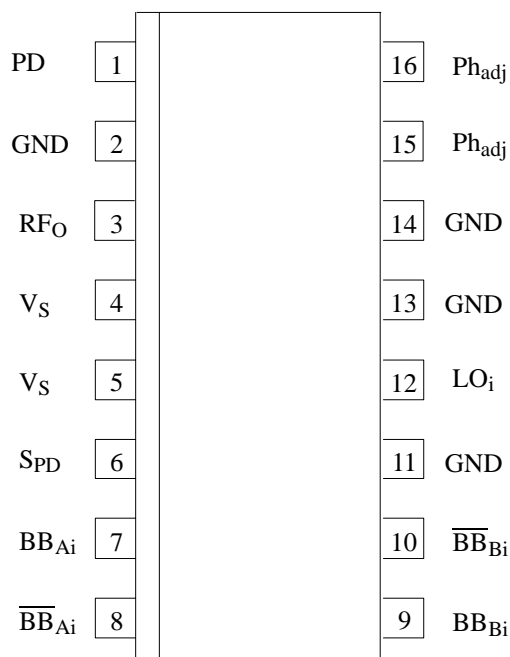 PD 1 16 Ph_adj
GND 2 15 Ph_adj
RF_O 3 14 GND
V_S 4 13 GND
V_S 5 12 LO_i
S_PD 6 11 GND
BB_Ai 7 10 B̅B̅_Bi
B̅B̅_Ai 8 9 BB_Bi